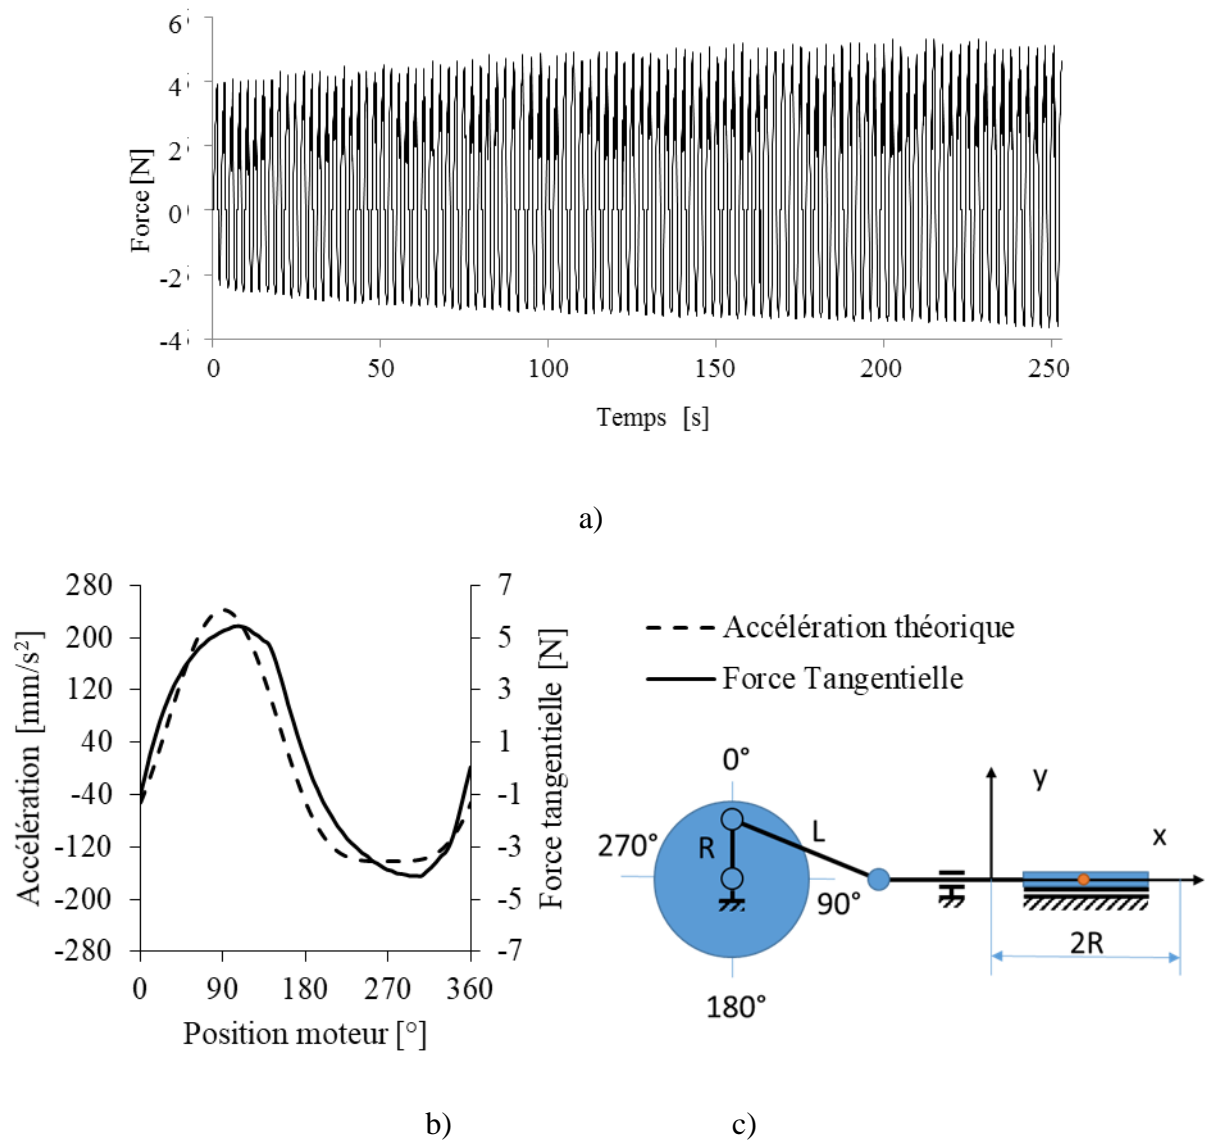 6
4
2
0
-2
-4
Force [N]
0 50 100 150 200 250
Temps [s]
a)
280
200
120
40
-40
-120
-200
-280
Accélération [mm/s²]
7
5
3
1
-1
-3
-5
-7
Force tangentielle [N]
0 90 180 270 360
Position moteur [°]
Accélération théorique
Force Tangentielle
0°
y
270° R L x
90°
2R
180°
b) c)